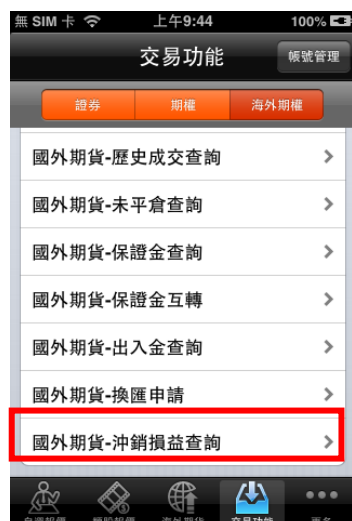 無 SIM 卡 上午9:44 100%
交易功能 帳號管理
證券 期權 海外期權
國外期貨-歷史成交查詢
國外期貨-未平倉查詢
國外期貨-保證金查詢
國外期貨-保證金互轉
國外期貨-出入金查詢
國外期貨-換匯申請
國外期貨-沖銷損益查詢